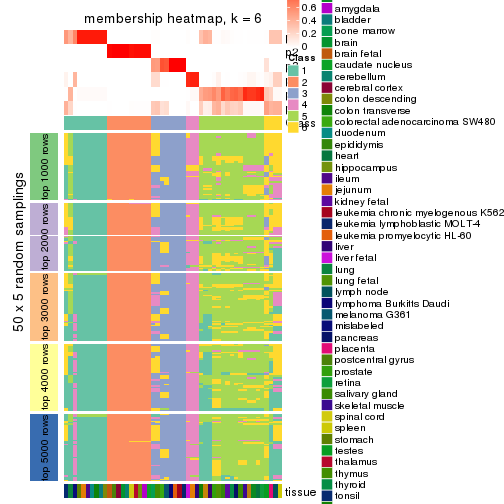 membership heatmap, k = 6
50 x 5 random samplings
top 1000 rows
top 2000 rows
top 3000 rows
top 4000 rows
top 5000 rows
0.6
0.4
0.2
0
Class
1
2
3
4
5
6
tissue
amygdala
bladder
bone marrow
brain
brain fetal
caudate nucleus
cerebellum
cerebral cortex
colon descending
colon transverse
colorectal adenocarcinoma SW480
duodenum
epididymis
heart
hippocampus
ileum
jejunum
kidney fetal
leukemia chronic myelogenous K562
leukemia lymphoblastic MOLT-4
leukemia promyelocytic HL-60
liver
liver fetal
lung
lung fetal
lymph node
lymphoma Burkitts Daudi
melanoma G361
mislabeled
pancreas
placenta
postcentral gyrus
prostate
retina
salivary gland
skeletal muscle
spinal cord
spleen
stomach
testes
thalamus
thymus
thyroid
tonsil